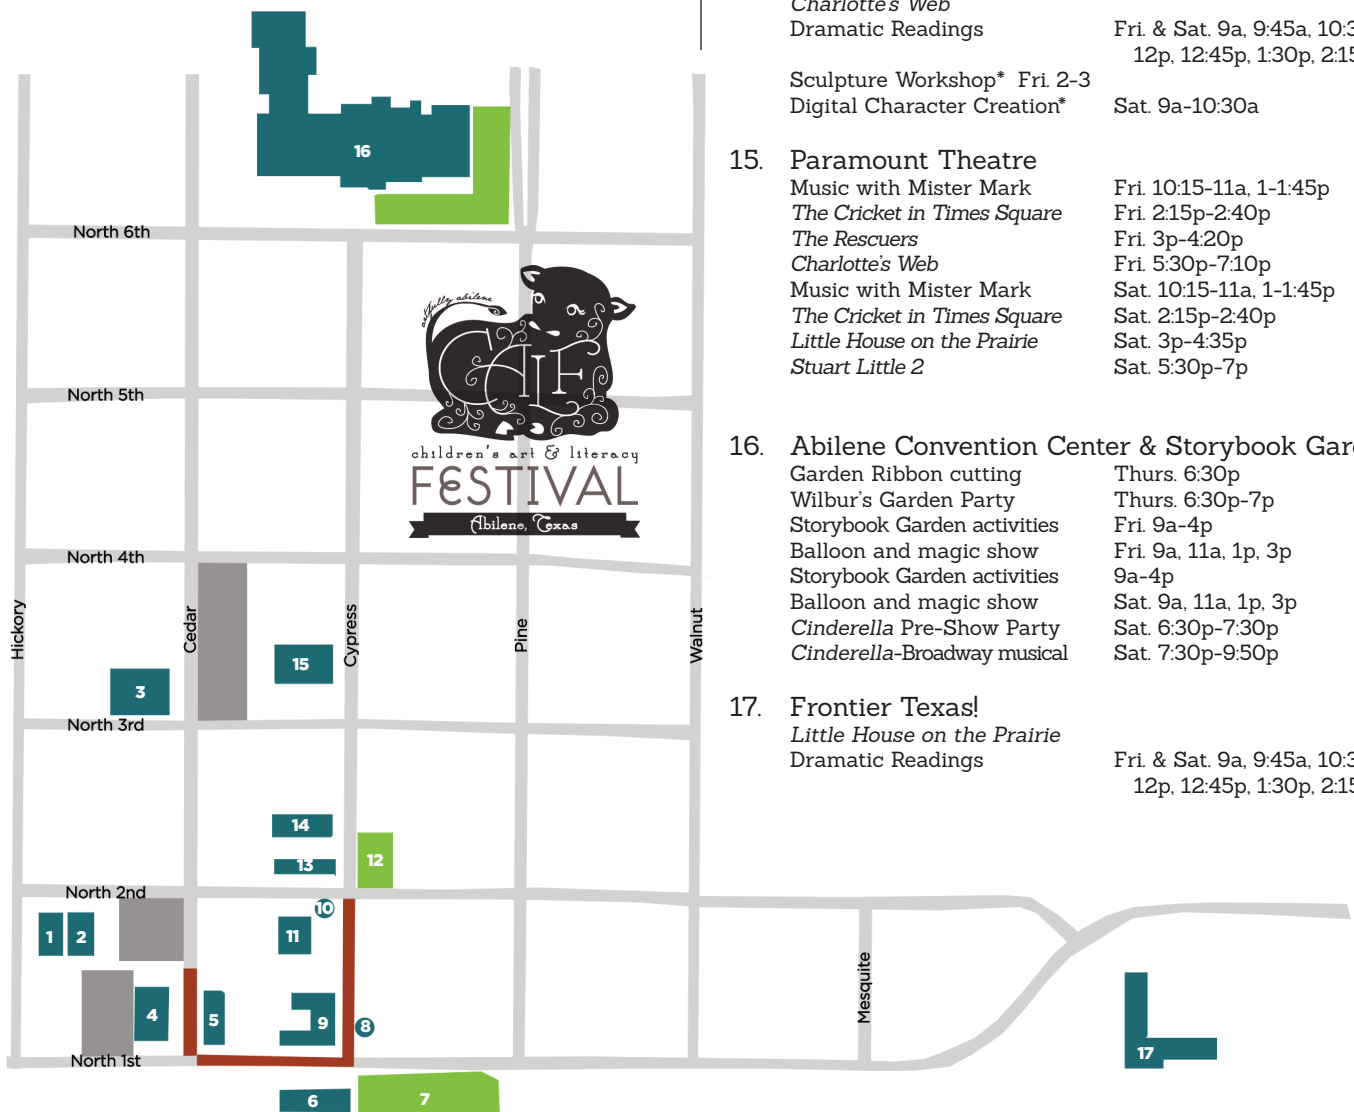 16
North 6th
artfully abilene
CALF
children's art & literacy
FESTIVAL
Abilene, Texas
North 5th
North 4th
Hickory
Cedar
Cypress
Pine
Walnut
15
3
North 3rd
14
13
12
North 2nd
10
1
2
11
Mesquite
4
5
9
8
North 1st
17
6
7
Charlotte's Web
Dramatic Readings Fri. & Sat. 9a, 9:45a,
12p, 12:45p, 1:30p,
Sculpture Workshop* Fri. 2-3
Digital Character Creation* Sat. 9a-10:30a
15. Paramount Theatre
Music with Mister Mark Fri. 10:15-11a, 1-1:45p
The Cricket in Times Square Fri. 2:15p-2:40p
The Rescuers Fri. 3p-4:20p
Charlotte's Web Fri. 5:30p-7:10p
Music with Mister Mark Sat. 10:15-11a, 1-1:45p
The Cricket in Times Square Sat. 2:15p-2:40p
Little House on the Prairie Sat. 3p-4:35p
Stuart Little 2 Sat. 5:30p-7p
16. Abilene Convention Center & Storybook
Garden Ribbon cutting Thurs. 6:30p
Wilbur's Garden Party Thurs. 6:30p-7p
Storybook Garden activities Fri. 9a-4p
Balloon and magic show Fri. 9a, 11a, 1p, 3p
Storybook Garden activities 9a-4p
Balloon and magic show Sat. 9a, 11a, 1p, 3p
Cinderella Pre-Show Party Sat. 6:30p-7:30p
Cinderella-Broadway musical Sat. 7:30p-9:50p
17. Frontier Texas!
Little House on the Prairie
Dramatic Readings Fri. & Sat. 9a, 9:45a,
12p, 12:45p, 1:30p,